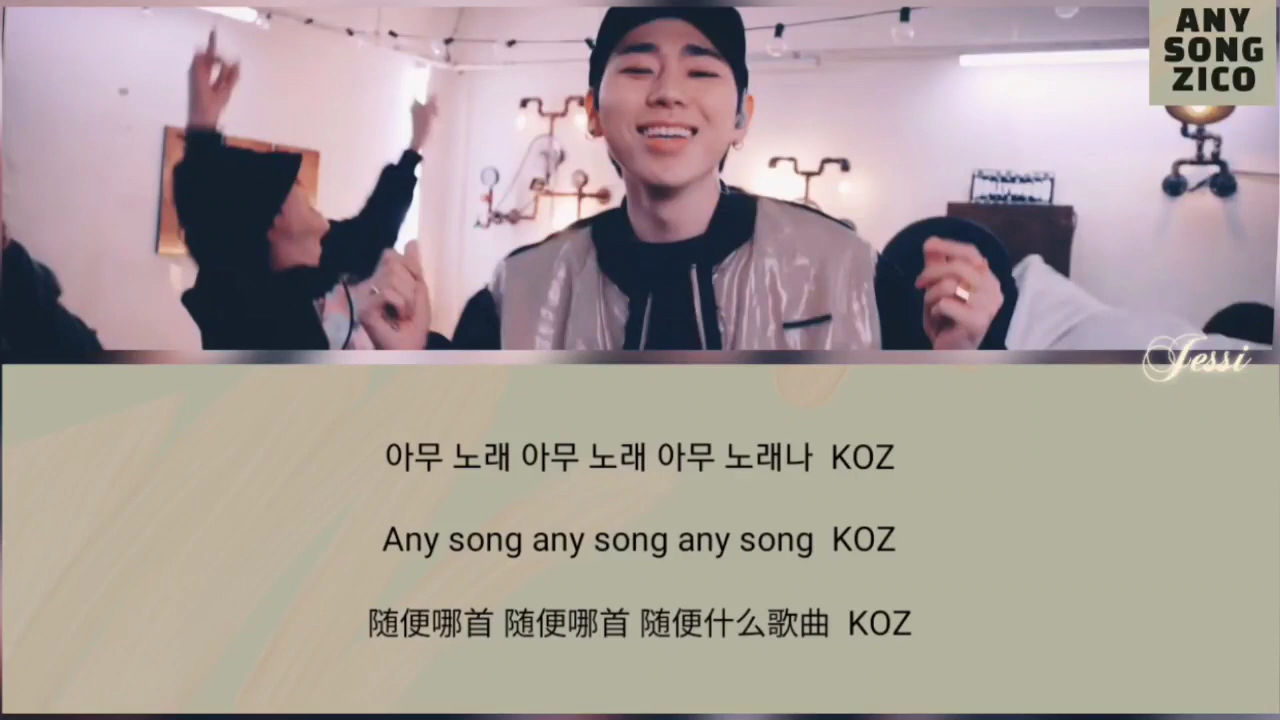 ANY
SONG
ZICO
Jessi
아무 노래 아무 노래 아무 노래나 KOZ
Any song any song any song KOZ
随便哪首 随便哪首 随便什么歌曲 KOZ